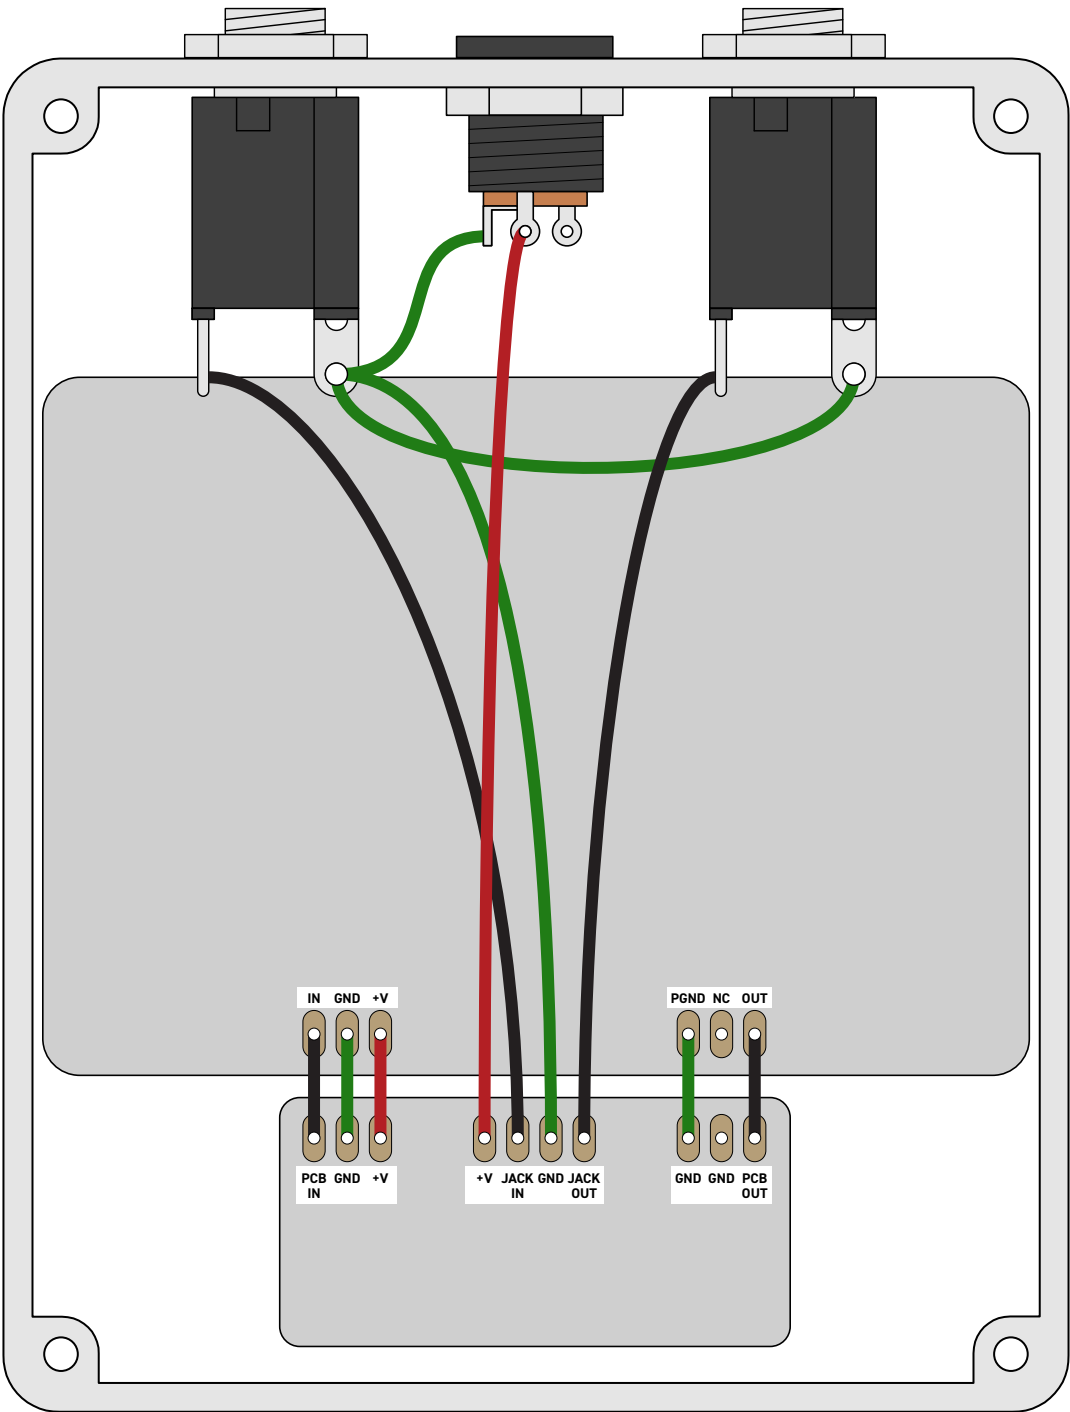 IN GND +V
PGND NC OUT
PCB GND +V
IN
+V JACK GND JACK
IN OUT
GND GND PCB
OUT